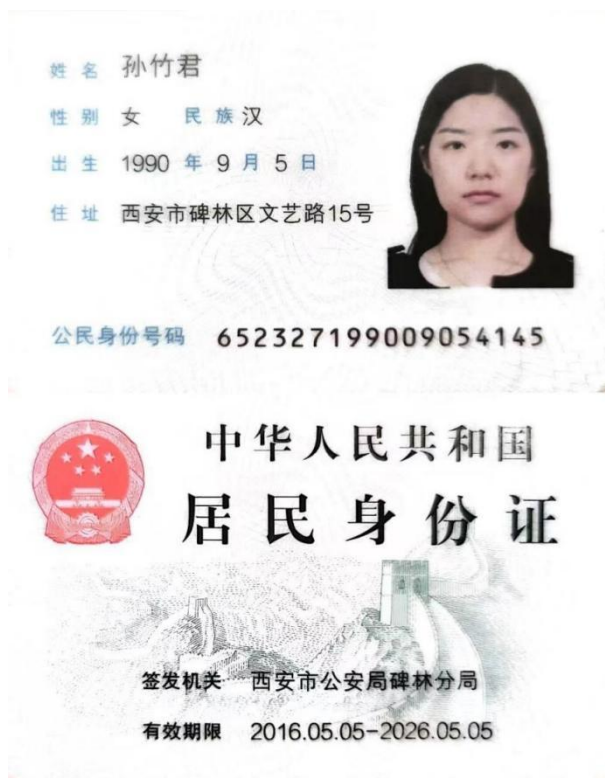 姓名 孙竹君
性别 女 民族 汉
出生 1990 年 9 月 5 日
住址 西安市碑林区文艺路15号
公民身份号码 652327199009054145
中华人民共和国
居民身份证
签发机关 西安市公安局碑林分局
有效期限 2016.05.05-2026.05.05